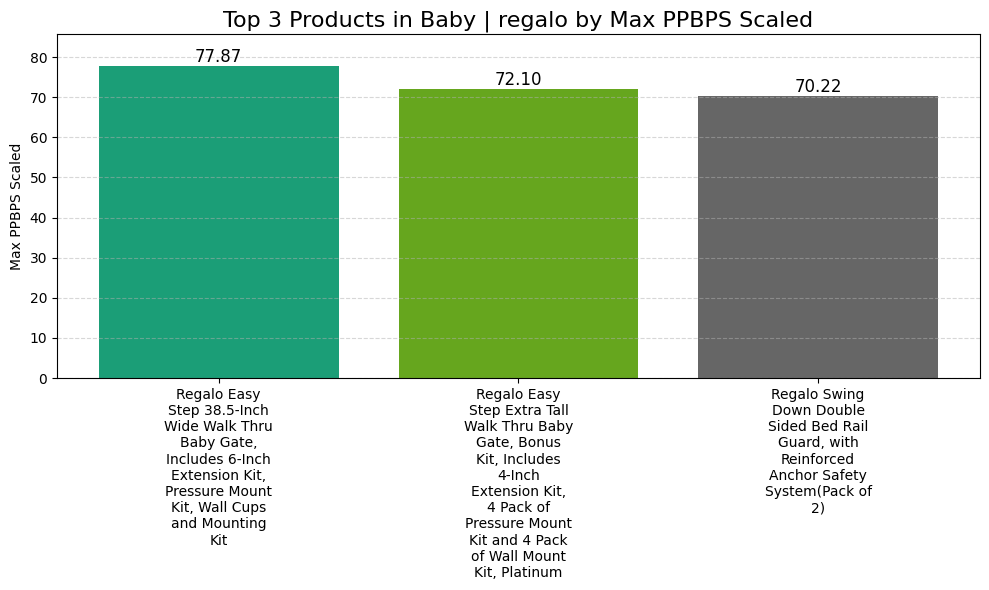 Top 3 Products in Baby | regalo by Max PPBPS Scaled
Max PPBPS Scaled
80
70
60
50
40
30
20
10
0
77.87
72.10
70.22
Regalo Easy
Step 38.5-Inch
Wide Walk Thru
Baby Gate,
Includes 6-Inch
Extension Kit,
Pressure Mount
Kit, Wall Cups
and Mounting
Kit
Regalo Easy
Step Extra Tall
Walk Thru Baby
Gate, Bonus
Kit, Includes
4-Inch
Extension Kit,
4 Pack of
Pressure Mount
Kit and 4 Pack
of Wall Mount
Kit, Platinum
Regalo Swing
Down Double
Sided Bed Rail
Guard, with
Reinforced
Anchor Safety
System(Pack of
2)